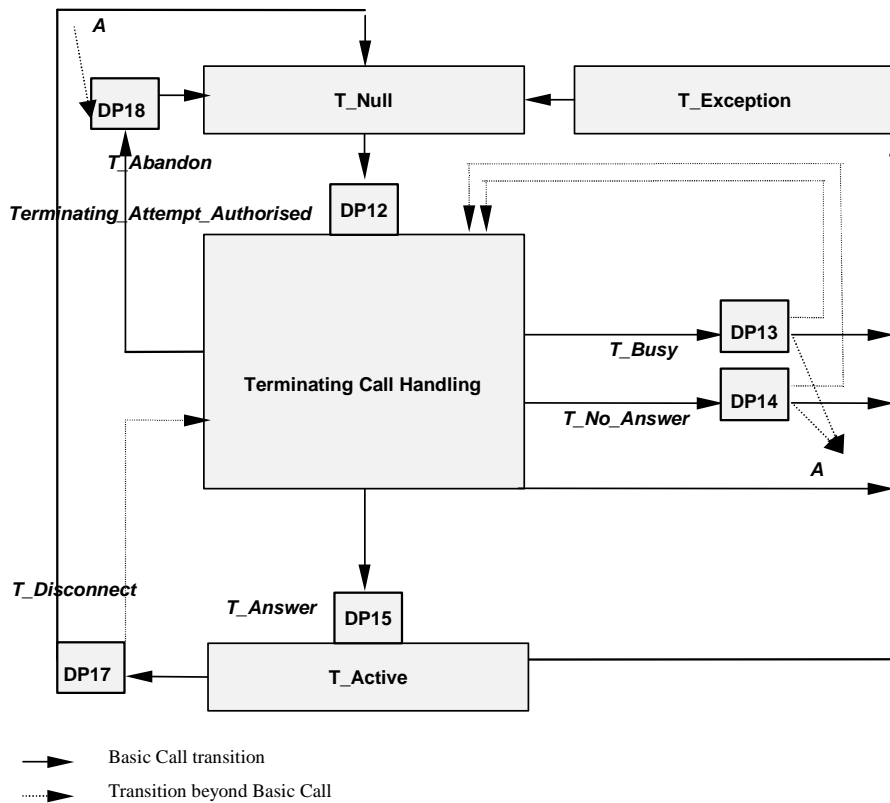 A
T_Null
T_Exception
DP18
T_Abandon
Terminating_Attempt_Authorised
DP12
DP13
T_Busy
Terminating Call Handling
DP14
T_No_Answer
A
T_Disconnect
T_Answer
DP15
DP17
T_Active
Basic Call transition
Transition beyond Basic Call